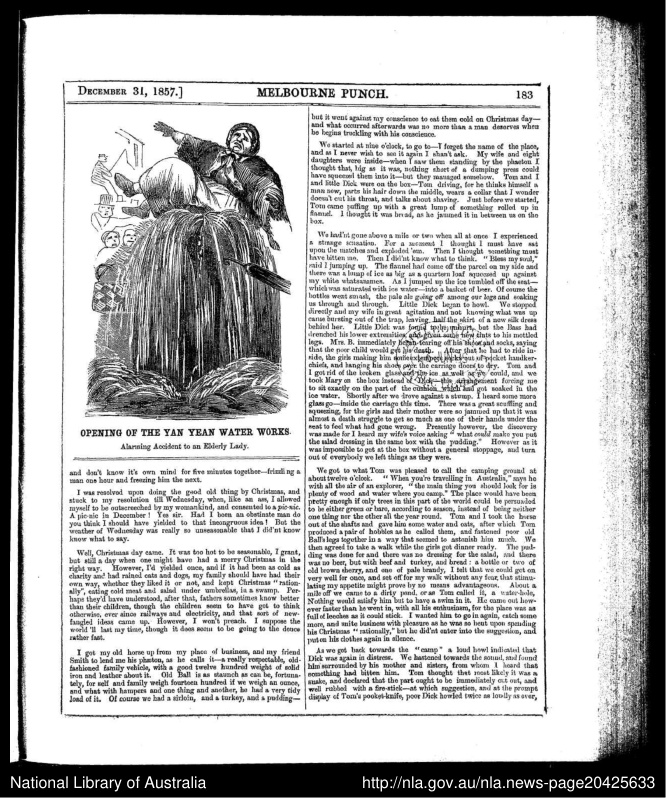 DECEMBER 31, 1857.]
MELBOURNE PUNCH.
183
OPENING OF THE YAN YEAN WATER WORKS.
Alarming Accident to an Elderly Lady.
and don't know it's own mind for five minutes together—frizzling a
man one hour and freezing him the next.
I was resolved upon doing the good old thing by Christmas, and
stuck to my resolution till Wednesday, when, like an ass, I allowed
myself to be outscreeched by my womankind, and consented to a pic-nic.
A pic-nic in December! Yes sir. Had I been an obstinate man do
you think I should have yielded to that incongruous idea! But the
weather of Wednesday was really so unseasonable that I did'nt know
know what to say.
Well, Christmas day came. It was too hot to be seasonable, I grant,
but still a day when one might have had a merry Christmas in the
right way. However, I'd yielded once, and if it had been as cold as
charity and had rained cats and dogs, my family should have had their
own way, whether they liked it or not, and kept Christmas "ration-
ally", eating cold meat and salad under umbrellas, in a swamp. Per-
haps they'd have understood, after that, fathers sometimes know better
than their children, though the children seem to have got to think
otherwise, ever since railways and electricity, and that sort of new-
fangled ideas came up. However, I won't preach. I suppose the
world 'll last my time, though it does seem to be going to the deuce
rather fast.
I got my old horse up from my place of business, and my friend
Smith to lend me his phæton, as he calls it—a really respectable, old-
fashioned family vehicle, with a good twelve hundred weight of solid
iron and leather about it. Old Ball is as staunch as can be, fortuna-
tely, for self and family weigh fourteen hundred if we weigh an ounce,
and what with hampers and one thing and another, he had a very tidy
load of it. Of course we had a sirloin, and a turkey, and a pudding—
but it went against my conscience to eat them cold on Christmas day—
and what occurred afterwards was no more than a man deserves when
he begins truckling with his conscience.
We started at nine o'clock, to go to—I forget the name of the place,
and as I never wish to see it again I shan't ask. My wife and eight
daughters were inside—when I saw them standing by the phæton I
thought that, big as it was, nothing short of a dumping press could
have squeezed them into it—but they managed somehow. Tom and I
and little Dick were on the box—Tom driving, for he thinks himself a
man now, parts his hair down the middle, wears a collar that I wonder
doesn't cut his throat, and talks about shaving. Just before we started,
Tom came puffing up with a great lump of something rolled up in
flannel. I thought it was bread, as he jammed it in between us on the
box.
We had'nt gone above a mile or two when all at once I experienced
a strange sensation. For a moment I thought I must have sat
upon the matches and exploded 'em. Then I thought something must
have bitten me. Then I did'nt know what to think. "Bless my soul,"
said I jumping up. The flannel had come off the parcel on my side and
there was a lump of ice as big as a quarten loaf squeezed up against
my white whatsanames. As I jumped up the ice tumbled off the seat—
which was saturated with ice water—into a basket of beer. Of course the
bottles went smash, the pale ale going off among our legs and soaking
us through and through. Little Dick began to howl. We stopped
directly and my wife in great agitation and not knowing what was up
came bursting out of the trap, leaving half the skirt of a new silk dress
behind her. Little Dick was found to be unhurt, but the Bass had
drenched his lower extremities and given some new tints to his mottled
legs. Mrs. B. immediately began tearing off his shoes and socks, saying
that the poor child would get his death. After that he had to ride in-
side, the girls making him some extempore socks out of pocket handker-
chiefs, and hanging his shoes over the carriage doors to dry. Tom and
I got rid of the broken glass and the ice as well as we could, and we
took Mary on the box instead of Dick—this arrangement forcing me
to sit exactly on the part of the cushion which had got soaked in the
ice water. Shortly after we drove against a stump. I heard some more
glass go—inside the carriage this time. There was a great scuffling and
squeezing, for the girls and their mother were so jammed up that it was
almost a death struggle to get so much as one of their hands under the
seat to feel what had gone wrong. Presently however, the discovery
was made for I heard my wife's voice asking "what could make you put
the salad dressing in the same box with the pudding." However as it
was impossible to get at the box without a general stoppage, and turn
out of everybody we left things as they were.
We got to what Tom was pleased to call the camping ground at
about twelve o'clock. "When you're travelling in Australia," says he
with all the air of an explorer, "the main thing you should look for is
plenty of wood and water where you camp." The place would have been
pretty enough if only trees in this part of the world could be persuaded
to be either green or bare, according to season, instead of being neither
one thing nor the other all the year round. Tom and I took the horse
out of the shafts and gave him some water and oats, after which Tom
produced a pair of hobbles as he called them, and fastened poor old
Ball's legs together in a way that seemed to astonish him much. We
then agreed to take a walk while the girls got dinner ready. The pud-
ding was done for and there was no dressing for the salad, and there
was no beer, but with beef and turkey, and bread: a bottle or two of
old brown sherry, and one of pale brandy, I felt that we could get on
very well for once, and set off for my walk without any fear that stimu-
lating my appetite might prove by no means advantageous. About a
mile off we came to a dirty pond, or as Tom called it, a water-hole.
Nothing would satisfy him but to have a swim in it. He came out how-
ever faster than he went in, with all his enthusiasm, for the place was as
full of leeches as it could stick. I wanted him to go in again, catch some
more, and unite business with pleasure as he was so bent upon spending
his Christmas "rationally," but he did'nt enter into the suggestion, and
put on his clothes again in silence.
As we got back towards the "camp" a loud howl indicated that
Dick was again in distress. We hastened towards the sound, and found
him surrounded by his mother and sisters, from whom I heard that
something had bitten him. Tom thought that most likely it was a
snake, and declared that the part ought to be immediately cut out, and
well rubbed with a fire-stick—at which suggestion, and at the prompt
display of Tom's pocket-knife, poor Dick howled twice as loudly as ever,
National Library of Australia
http://nla.gov.au/nla.news-page20425633